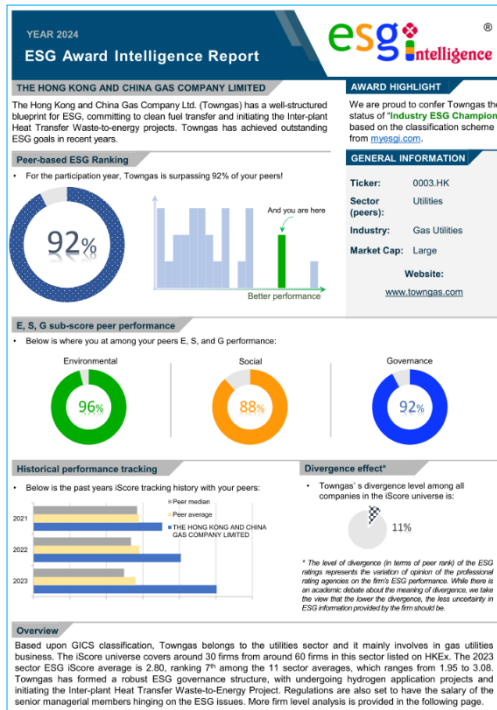 YEAR 2024
ESG Award Intelligence Report
esgi intelligence ®
THE HONG KONG AND CHINA GAS COMPANY LIMITED
The Hong Kong and China Gas Company Ltd. (Towngas) has a well-structured
blueprint for ESG, committing to clean fuel transfer and initiating the Inter-plant
Heat Transfer Waste-to-energy projects. Towngas has achieved outstanding
ESG goals in recent years.
AWARD HIGHLIGHT
We are proud to confer Towngas the
status of "Industry ESG Champion
based on the classification scheme
from myesgi.com.
Peer-based ESG Ranking
• For the participation year, Towngas is surpassing 92% of your peers!
92%
And you are here
Better performance
GENERAL INFORMATION
Ticker: 0003.HK
Sector (peers): Utilities
Industry: Gas Utilities
Market Cap: Large
Website:
www.towngas.com
E, S, G sub-score peer performance
• Below is where you at among your peers E, S, and G performance:
Environmental
Social
Governance
96%
88%
92%
Historical performance tracking
• Below is the past years iScore tracking history with your peers:
2021
2022
2023
Peer median
Peer average
THE HONG KONG AND CHINA
GAS COMPANY LIMITED
Divergence effect*
• Towngas' s divergence level among all
companies in the iScore universe is:
11%
* The level of divergence (in terms of peer rank) of the ESG
ratings represents the variation of opinion of the professional
rating agencies on the firm's ESG performance. While there is
an academic debate about the meaning of divergence, we take
the view that the lower the divergence, the less uncertainty in
ESG information provided by the firm should be.
Overview
Based upon GICS classification, Towngas belongs to the utilities sector and it mainly involves in gas utilities
business. The iScore universe covers around 30 firms from around 60 firms in this sector listed on HKEx. The 2023
sector ESG iScore average is 2.80, ranking 7th among the 11 sector averages, which ranges from 1.95 to 3.08.
Towngas has formed a robust ESG governance structure, with undergoing hydrogen application projects and
initiating the Inter-plant Heat Transfer Waste-to-Energy Project. Regulations are also set to have the salary of the
senior managerial members hinging on the ESG issues. More firm level analysis is provided in the following page.